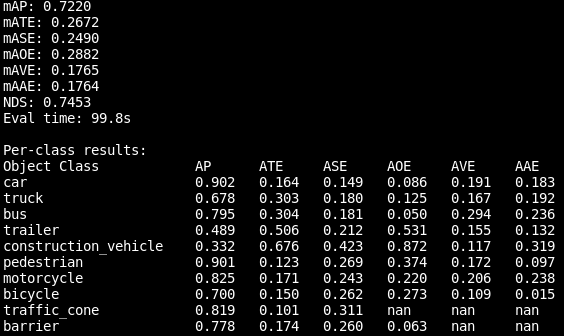 mAP: 0.7220
mATE: 0.2672
mASE: 0.2490
mAOE: 0.2882
mAVE: 0.1765
mAAE: 0.1764
NDS: 0.7453
Eval time: 99.8s

Per-class results:
Object Class AP ATE ASE AOE AVE AAE
car 0.902 0.164 0.149 0.086 0.191 0.183
truck 0.678 0.303 0.180 0.125 0.167 0.192
bus 0.795 0.304 0.181 0.050 0.294 0.236
trailer 0.489 0.506 0.212 0.531 0.155 0.132
construction_vehicle 0.332 0.676 0.423 0.872 0.117 0.319
pedestrian 0.901 0.123 0.269 0.374 0.172 0.097
motorcycle 0.825 0.171 0.243 0.220 0.206 0.238
bicycle 0.700 0.150 0.262 0.273 0.109 0.015
traffic_cone 0.819 0.101 0.311 nan nan nan
barrier 0.778 0.174 0.260 0.063 nan nan